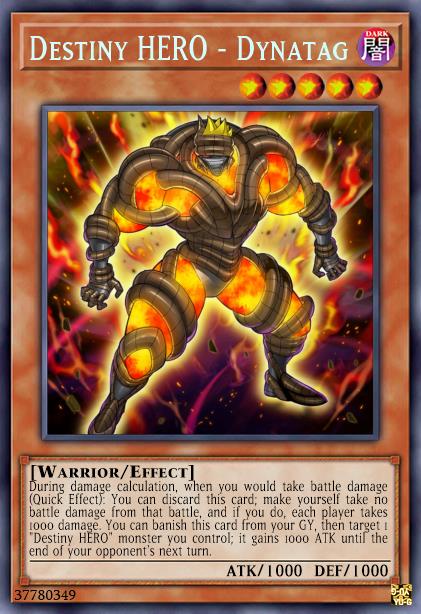 Destiny HERO - Dynatag
DARK
闇
[Warrior/Effect]
During damage calculation, when you would take battle damage
(Quick Effect): You can discard this card; make yourself take no
battle damage from that battle, and if you do, each player takes
1000 damage. You can banish this card from your GY, then target 1
"Destiny HERO" monster you control; it gains 1000 ATK until the
end of your opponent's next turn.
ATK/1000 DEF/1000
37780349